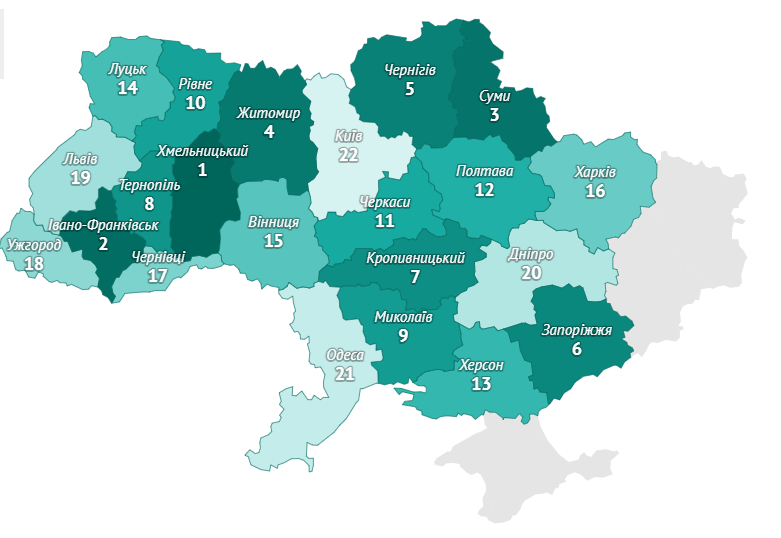 Луцьк
14
Рівне
10
Житомир
4
Чернігів
5
Суми
3
Київ
22
Львів
19
Хмельницький
1
Тернопіль
8
Івано-Франківськ
2
Ужгород
18
Чернівці
17
Вінниця
15
Черкаси
11
Полтава
12
Харків
16
Кропивницький
7
Дніпро
20
Миколаїв
9
Запоріжжя
6
Одеса
21
Херсон
13